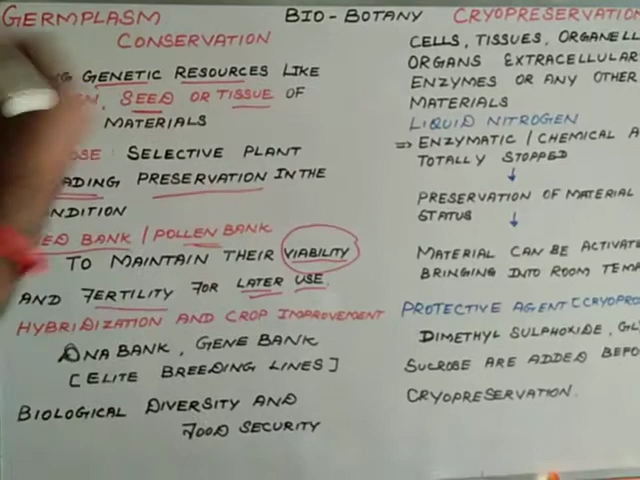 GERMPLASM
CONSERVATION
GENETIC RESOURCES LIKE
SEED OR TISSUE OF
MATERIALS
SELECTIVE PLANT
PRESERVATION IN THE
BANK / POLLEN BANK
TO MAINTAIN THEIR VIABILITY
AND FERTILITY FOR LATER USE
HYBRIDIZATION AND CROP IMPROVEMENT
DNA BANK, GENE BANK
[ELITE BREEDING LINES]
BIOLOGICAL DIVERSITY AND
FOOD SECURITY
BIO-BOTANY
CRYOPRESERVATION
CELLS, TISSUES, ORGANELL
ORGANS EXTRACELLULAR
ENZYMES OR ANY OTHER
MATERIALS
LIQUID NITROGEN
⇒ ENZYMATIC / CHEMICAL A
TOTALLY STOPPED
↓
PRESERVATION OF MATERIAL
STATUS ↓
MATERIAL CAN BE ACTIVATE
BRINGING INTO ROOM TEM
PROTECTIVE AGENT (CRYOPRO
DIMETHYL SULPHOXIDE, GL
SUCROSE ARE ADDED BEFO
CRYOPRESERVATION.